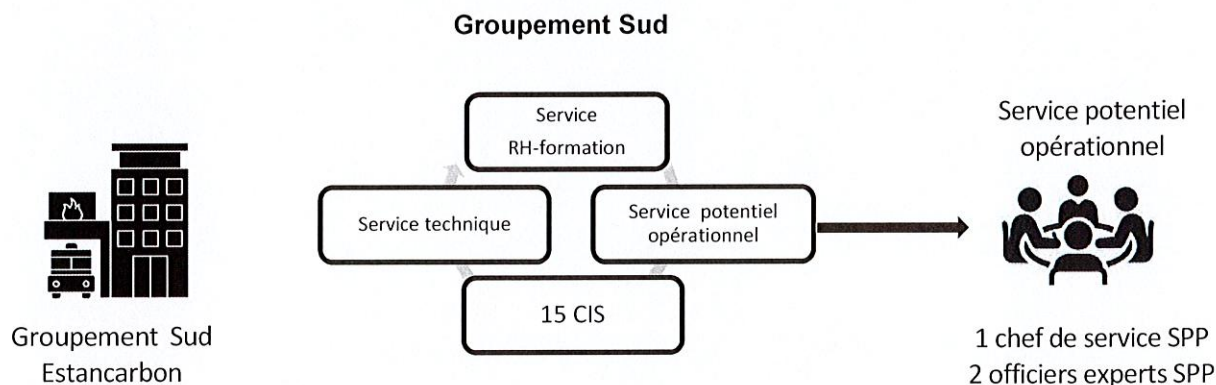 Groupement Sud
Service
RH-formation
Service technique
Service potentiel
opérationnel
15 CIS
Groupement Sud
Estancarbon
Service potentiel
opérationnel
1 chef de service SPP
2 officiers experts SPP